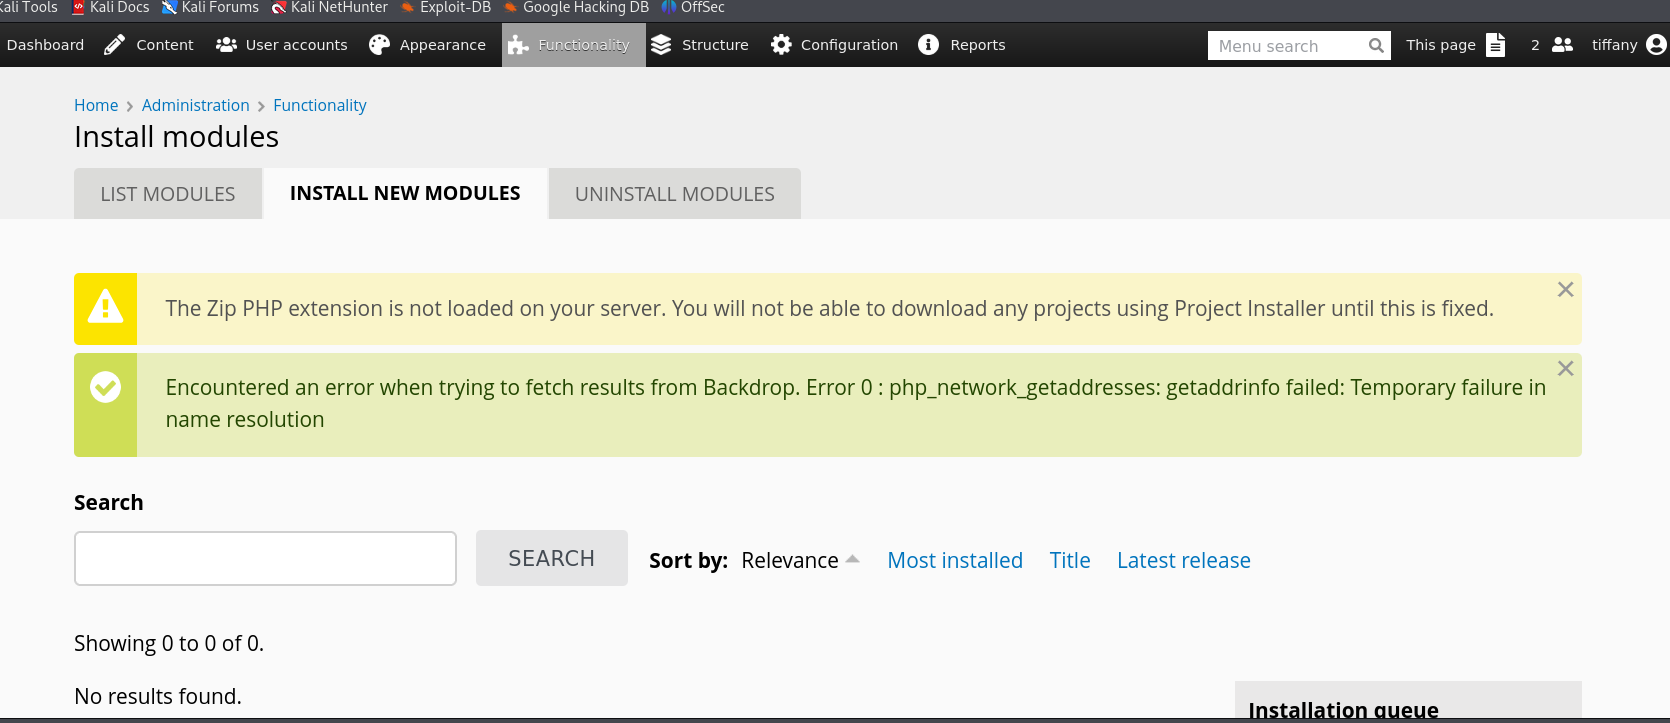 Kali Tools Kali Docs Kali Forums Kali NetHunter Exploit-DB Google Hacking DB OffSec
Dashboard Content User accounts Appearance Functionality Structure Configuration Reports Menu search This page 2 tiffany
Home > Administration > Functionality
Install modules
LIST MODULES INSTALL NEW MODULES UNINSTALL MODULES
The Zip PHP extension is not loaded on your server. You will not be able to download any projects using Project Installer until this is fixed.
Encountered an error when trying to fetch results from Backdrop. Error 0 : php_network_getaddresses: getaddrinfo failed: Temporary failure in
name resolution
Search
SEARCH Sort by: Relevance Most installed Title Latest release
Showing 0 to 0 of 0.
No results found.
Installation queue